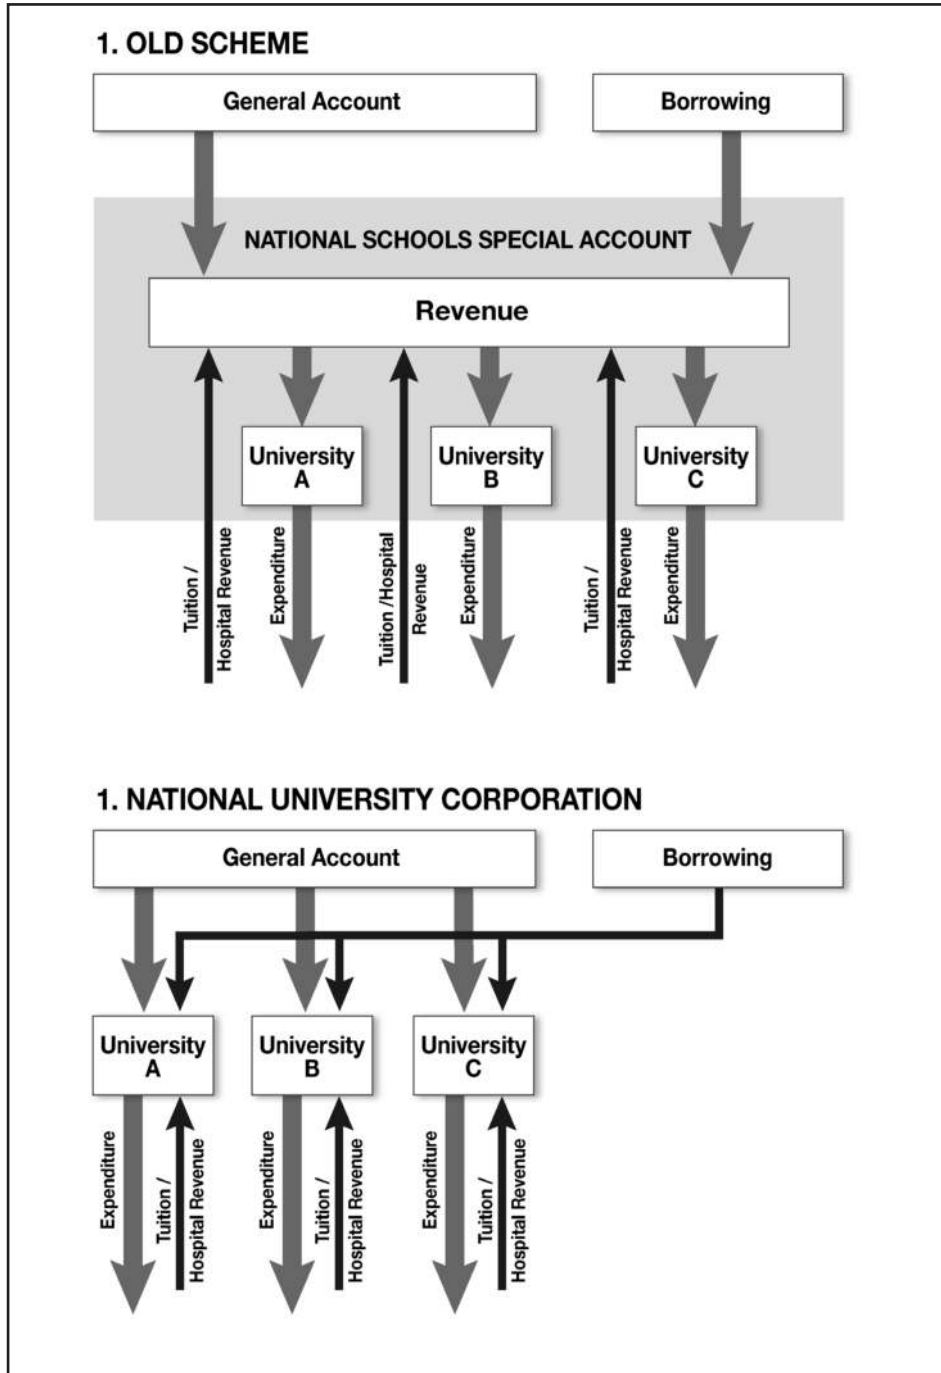 1. OLD SCHEME
General Account
Borrowing
NATIONAL SCHOOLS SPECIAL ACCOUNT
Revenue
University
A
University
B
University
C
Tuition /
Hospital Revenue
Expenditure
Tuition /Hospital
Revenue
Expenditure
Tuition /
Hospital Revenue
Expenditure
1. NATIONAL UNIVERSITY CORPORATION
General Account
Borrowing
University
A
University
B
University
C
Expenditure
Tuition /
Hospital Revenue
Expenditure
Tuition /
Hospital Revenue
Expenditure
Tuition /
Hospital Revenue